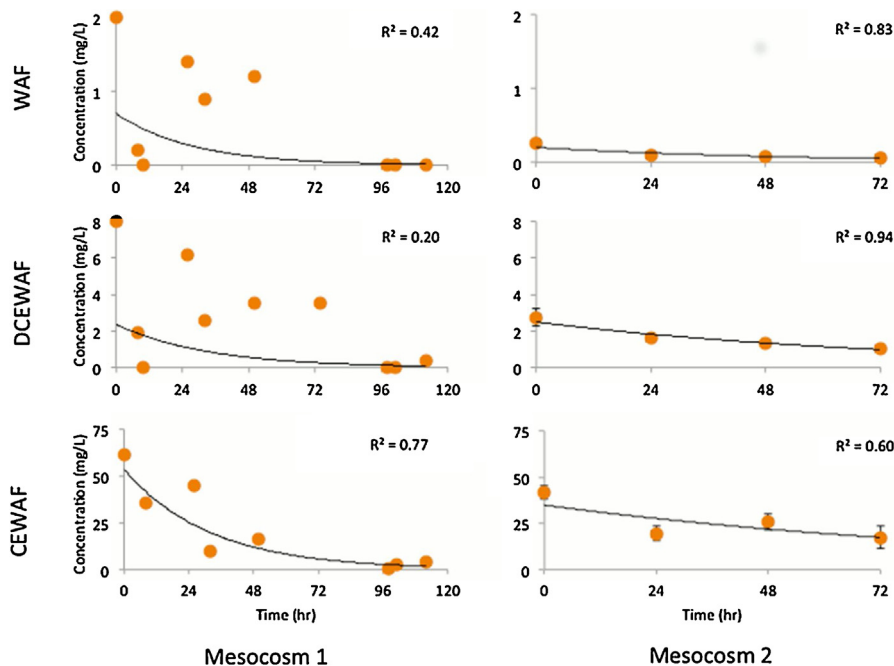 WAF
Concentration (mg/L)
2
1
0
0 24 48 72 96 120
R² = 0.42
2
1
0
0 24 48 72
R² = 0.83
DCEWAF
Concentration (mg/L)
8
6
4
2
0
0 24 48 72 96 120
R² = 0.20
8
6
4
2
0
0 24 48 72
R² = 0.94
CEWAF
Concentration (mg/L)
75
50
25
0
0 24 48 72 96 120
R² = 0.77
Time (hr)
75
50
25
0
0 24 48 72
R² = 0.60
Time (hr)
Mesocosm 1
Mesocosm 2